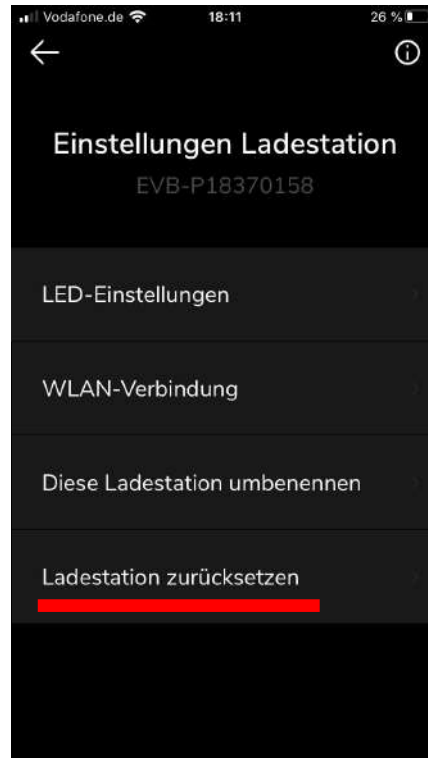 Vodafone.de 18:11 26 %
Einstellungen Ladestation
EVB-P18370158
LED-Einstellungen
WLAN-Verbindung
Diese Ladestation umbenennen
Ladestation zurücksetzen